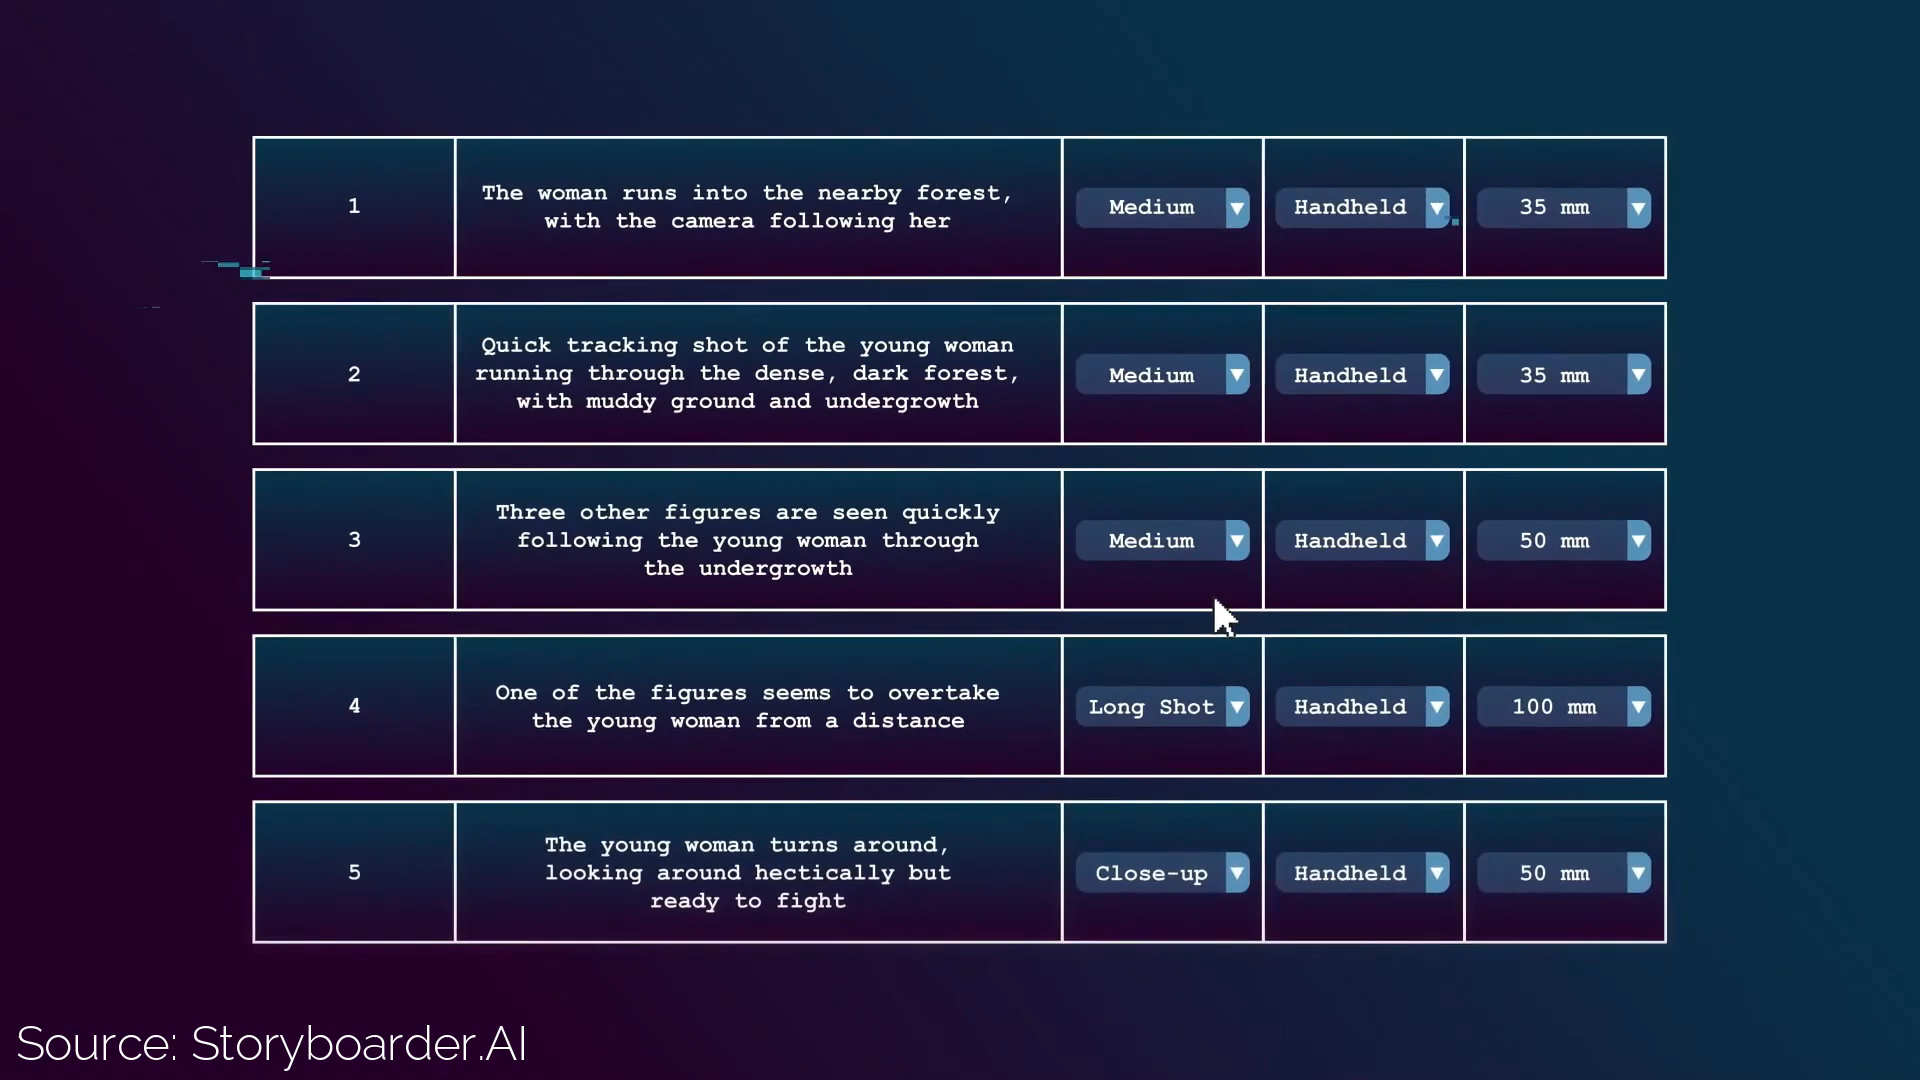 1
The woman runs into the nearby forest,
with the camera following her
Medium
Handheld
35 mm
2
Quick tracking shot of the young woman
running through the dense, dark forest,
with muddy ground and undergrowth
Medium
Handheld
35 mm
3
Three other figures are seen quickly
following the young woman through
the undergrowth
Medium
Handheld
50 mm
4
One of the figures seems to overtake
the young woman from a distance
Long Shot
Handheld
100 mm
5
The young woman turns around,
looking around hectically but
ready to fight
Close-up
Handheld
50 mm
Source: Storyboarder.AI